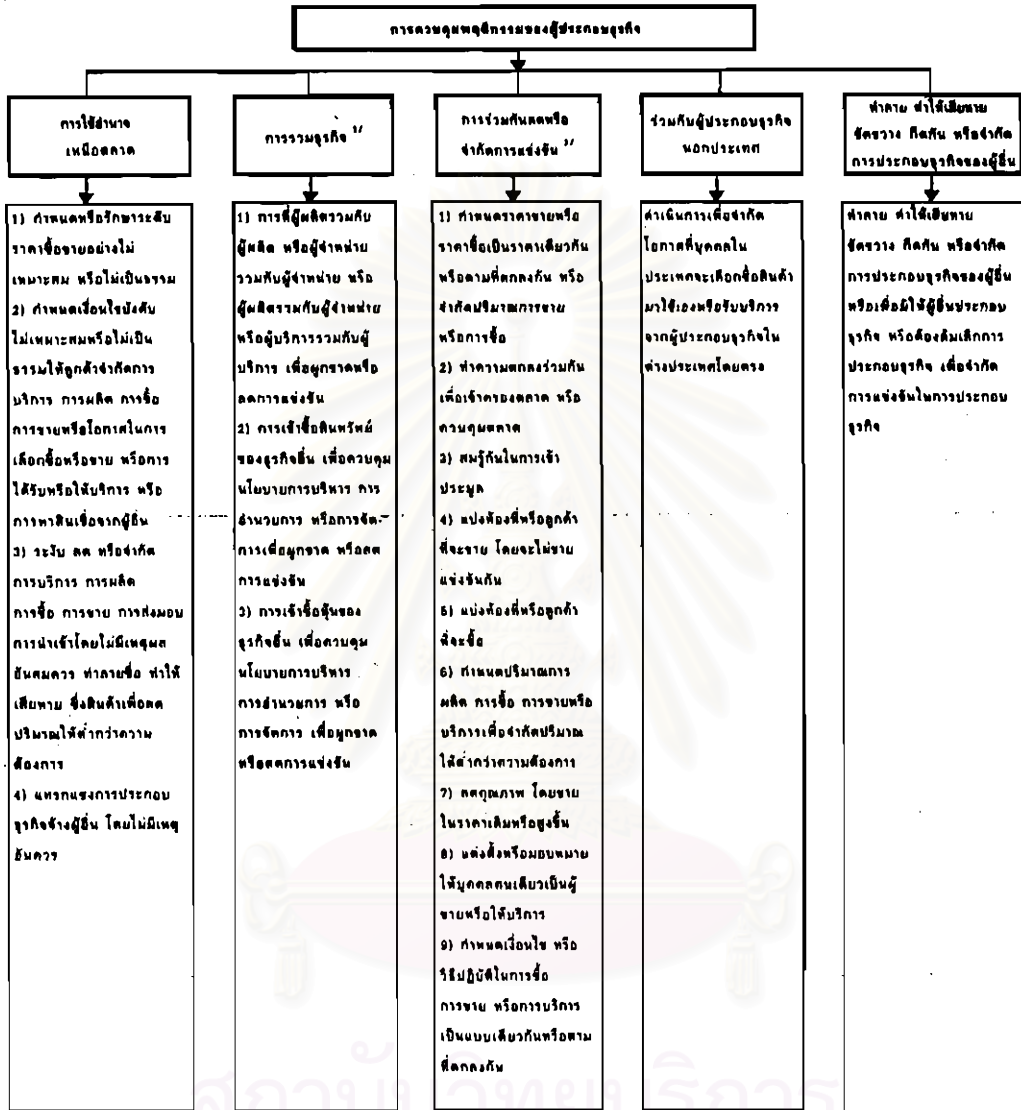 การควบคุมพฤติกรรมของผู้ประกอบธุรกิจ
การใช้อำนาจ
เหนือตลาด
1) กำหนดหรือรักษาระดับ
ราคาซื้อขายอย่างไม่
เหมาะสม หรือไม่เป็นธรรม
2) กำหนดเงื่อนไขบังคับ
ไม่เหมาะสมหรือไม่เป็น
ธรรมให้ลูกค้าจำกัดการ
บริการ การผลิต การซื้อ
การขายหรือโอกาสในการ
เลือกซื้อหรือขาย หรือการ
ได้รับหรือให้บริการ หรือ
การหาสินเชื่อจากผู้อื่น
3) ระงับ ลด หรือจำกัด
การบริการ การผลิต
การซื้อ การขาย การส่งมอบ
การนำเข้าโดยไม่มีเหตุผล
อันสมควร ทำลายซื่อ ทำให้
เสียหาย ซึ่งสินค้าเพื่อลด
ปริมาณให้ต่ำกว่าความ
ต้องการ
4) แทรกแซงการประกอบ
ธุรกิจจ้างผู้อื่น โดยไม่มีเหตุ
อันควร
การรวมธุรกิจ 1/
1) การที่ผู้ผลิตรวมกับ
ผู้ผลิต หรือผู้จำหน่าย
รวมกับผู้จำหน่าย หรือ
ผู้ผลิตรวมกับผู้จำหน่าย
หรือผู้บริการรวมกับผู้
บริการ เพื่อผูกขาดหรือ
ลดการแข่งขัน
2) การเข้าซื้อสินทรัพย์
ของธุรกิจอื่น เพื่อควบคุม
นโยบายการบริหาร การ
อำนวยการ หรือการจัด-
การเพื่อผูกขาด หรือลด
การแข่งขัน
3) การเข้าซื้อหุ้นของ
ธุรกิจอื่น เพื่อควบคุม
นโยบายการบริหาร
การอำนวยการ หรือ
การจัดการ เพื่อผูกขาด
หรือลดการแข่งขัน
การร่วมกันลดหรือ
จำกัดการแข่งขัน 3/
1) กำหนดราคาขายหรือ
ราคาซื้อเป็นราคาเดียวกัน
หรือตามที่ตกลงกัน หรือ
จำกัดปริมาณการขาย
หรือการซื้อ
2) ทำความตกลงร่วมกัน
เพื่อเข้าครองตลาด หรือ
ควบคุมตลาด
3) สมรู้กันในการเข้า
ประมูล
4) แบ่งท้องที่หรือลูกค้า
ที่จะขาย โดยจะไม่ขาย
แข่งขันกัน
5) แบ่งท้องที่หรือลูกค้า
ที่จะซื้อ
6) กำหนดปริมาณการ
ผลิต การซื้อ การขายหรือ
บริการเพื่อจำกัดปริมาณ
ให้ต่ำกว่าความต้องการ
7) ลดคุณภาพ โดยขาย
ในราคาเดิมหรือสูงขึ้น
8) แต่งตั้งหรือมอบหมาย
ให้บุคคลคนเดียวเป็นผู้
ขายหรือให้บริการ
9) กำหนดเงื่อนไข หรือ
วิธีปฏิบัติในการซื้อ
การขาย หรือการบริการ
เป็นแบบเดียวกันหรือตาม
ที่ตกลงกัน
ร่วมกับผู้ประกอบธุรกิจ
นอกประเทศ
ดำเนินการเพื่อจำกัด
โอกาสที่บุคคลใน
ประเทศจะเลือกซื้อสินค้า
มาใช้เองหรือรับบริการ
จากผู้ประกอบธุรกิจใน
ต่างประเทศโดยตรง
ทำลาย ทำให้เสียหาย
ขัดขวาง กีดกัน หรือจำกัด
การประกอบธุรกิจของผู้อื่น
ทำลาย ทำให้เสียหาย
ขัดขวาง กีดกัน หรือจำกัด
การประกอบธุรกิจของผู้อื่น
หรือเพื่อมิให้ผู้อื่นประกอบ
ธุรกิจ หรือต้องล้มเลิกการ
ประกอบธุรกิจ เพื่อจำกัด
การแข่งขันในการประกอบ
ธุรกิจ
สถาบันวิทยบริการ